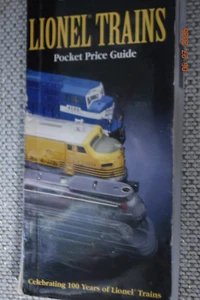 LIONEL® TRAINS
Pocket Price Guide
Celebrating 100 Years of Lionel® Trains